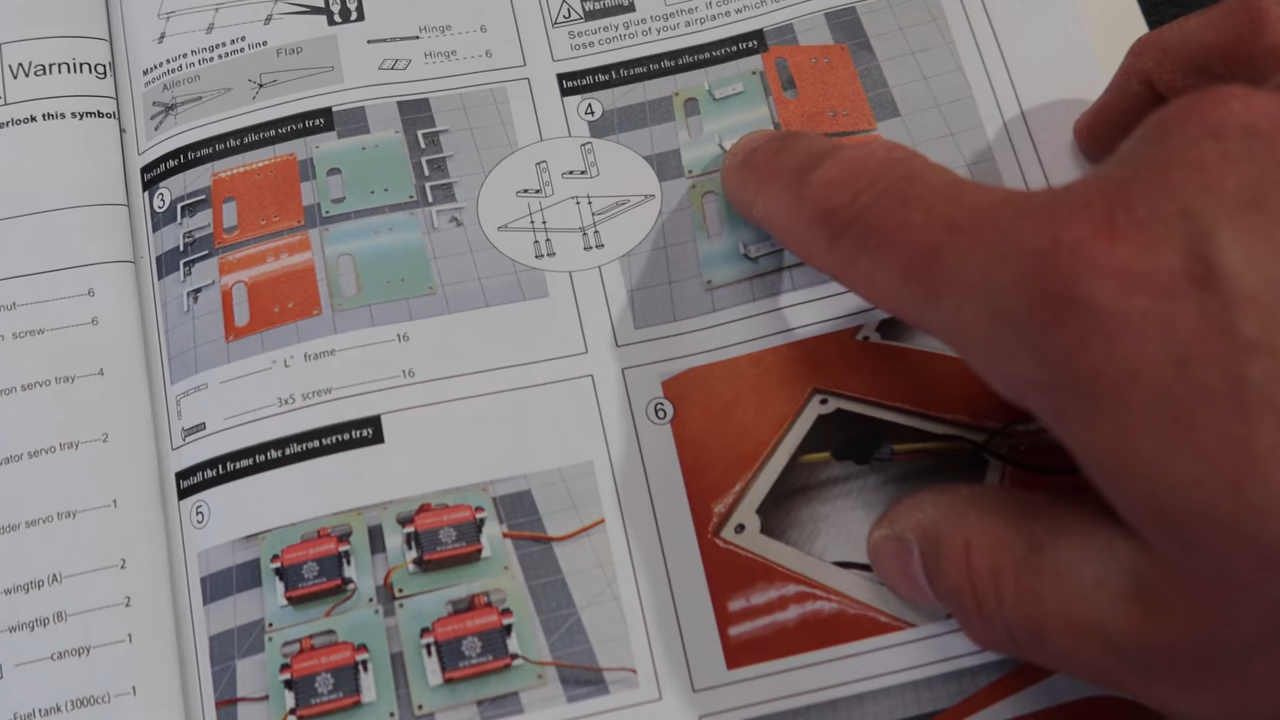 Warning!
erlook this symbol,
nut 6
screw 6
ron servo tray 4
vator servo tray 2
dder servo tray 1
wingtip (A) 2
wingtip (B) 2
canopy 1
Fuel tank (3000cc) 1
A B
Make sure hinges are
mounted in the same line
Aileron
Flap
Hinge 6
Hinge 6
Install the L frame to the aileron servo tray
3
"L" frame 16
3x5 screw 16
Install the L frame to the aileron servo tray
5
J Warning!
Securely glue together. If
lose control of your airplane which
Install the L frame to the aileron servo tray
4
6